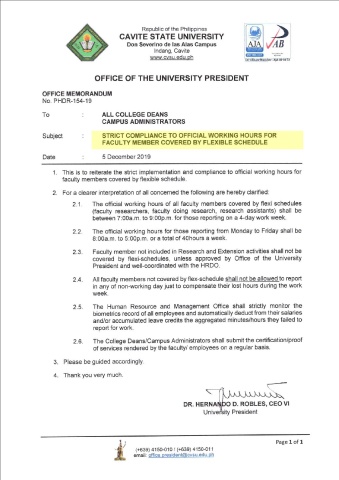 Republic of the Philippines
CAVITE STATE UNIVERSITY
Don Severino de las Alas Campus
Indang, Cavite
www.cvsu.edu.ph
AJA
PAB
OFFICE OF THE UNIVERSITY PRESIDENT
OFFICE MEMORANDUM
No. PHDR-154-19
To : ALL COLLEGE DEANS
CAMPUS ADMINISTRATORS
Subject : STRICT COMPLIANCE TO OFFICIAL WORKING HOURS FOR
FACULTY MEMBER COVERED BY FLEXIBLE SCHEDULE
Date : 5 December 2019
1. This is to reiterate the strict implementation and compliance to official working hours for
faculty members covered by flexible schedule.
2. For a clearer interpretation of all concerned the following are hereby clarified:
2.1. The official working hours of all faculty members covered by flexi schedules
(faculty researchers, faculty doing research, research assistants) shall be
between 7:00a.m. to 9:00p.m. for those reporting on a 4-day work week.
2.2. The official working hours for those reporting from Monday to Friday shall be
8:00a.m. to 5:00p.m. or a total of 40hours a week.
2.3. Faculty member not included in Research and Extension activities shall not be
covered by flexi-schedules, unless approved by Office of the University
President and well-coordinated with the HRDO.
2.4. All faculty members not covered by flex-schedule shall not be allowed to report
in any of non-working day just to compensate their lost hours during the work
week.
2.5. The Human Resource and Management Office shall strictly monitor the
biometrics record of all employees and automatically deduct from their salaries
and/or accumulated leave credits the aggregated minutes/hours they failed to
report for work.
2.6. The College Deans/Campus Administrators shall submit the certification/proof
of services rendered by the faculty/ employees on a regular basis.
3. Please be guided accordingly.
4. Thank you very much.
DR. HERNANDO D. ROBLES, CEO VI
University President
Page 1 of 1
(+639) 4150-010 / (+639) 4150-011
email: office.president@cvsu.edu.ph